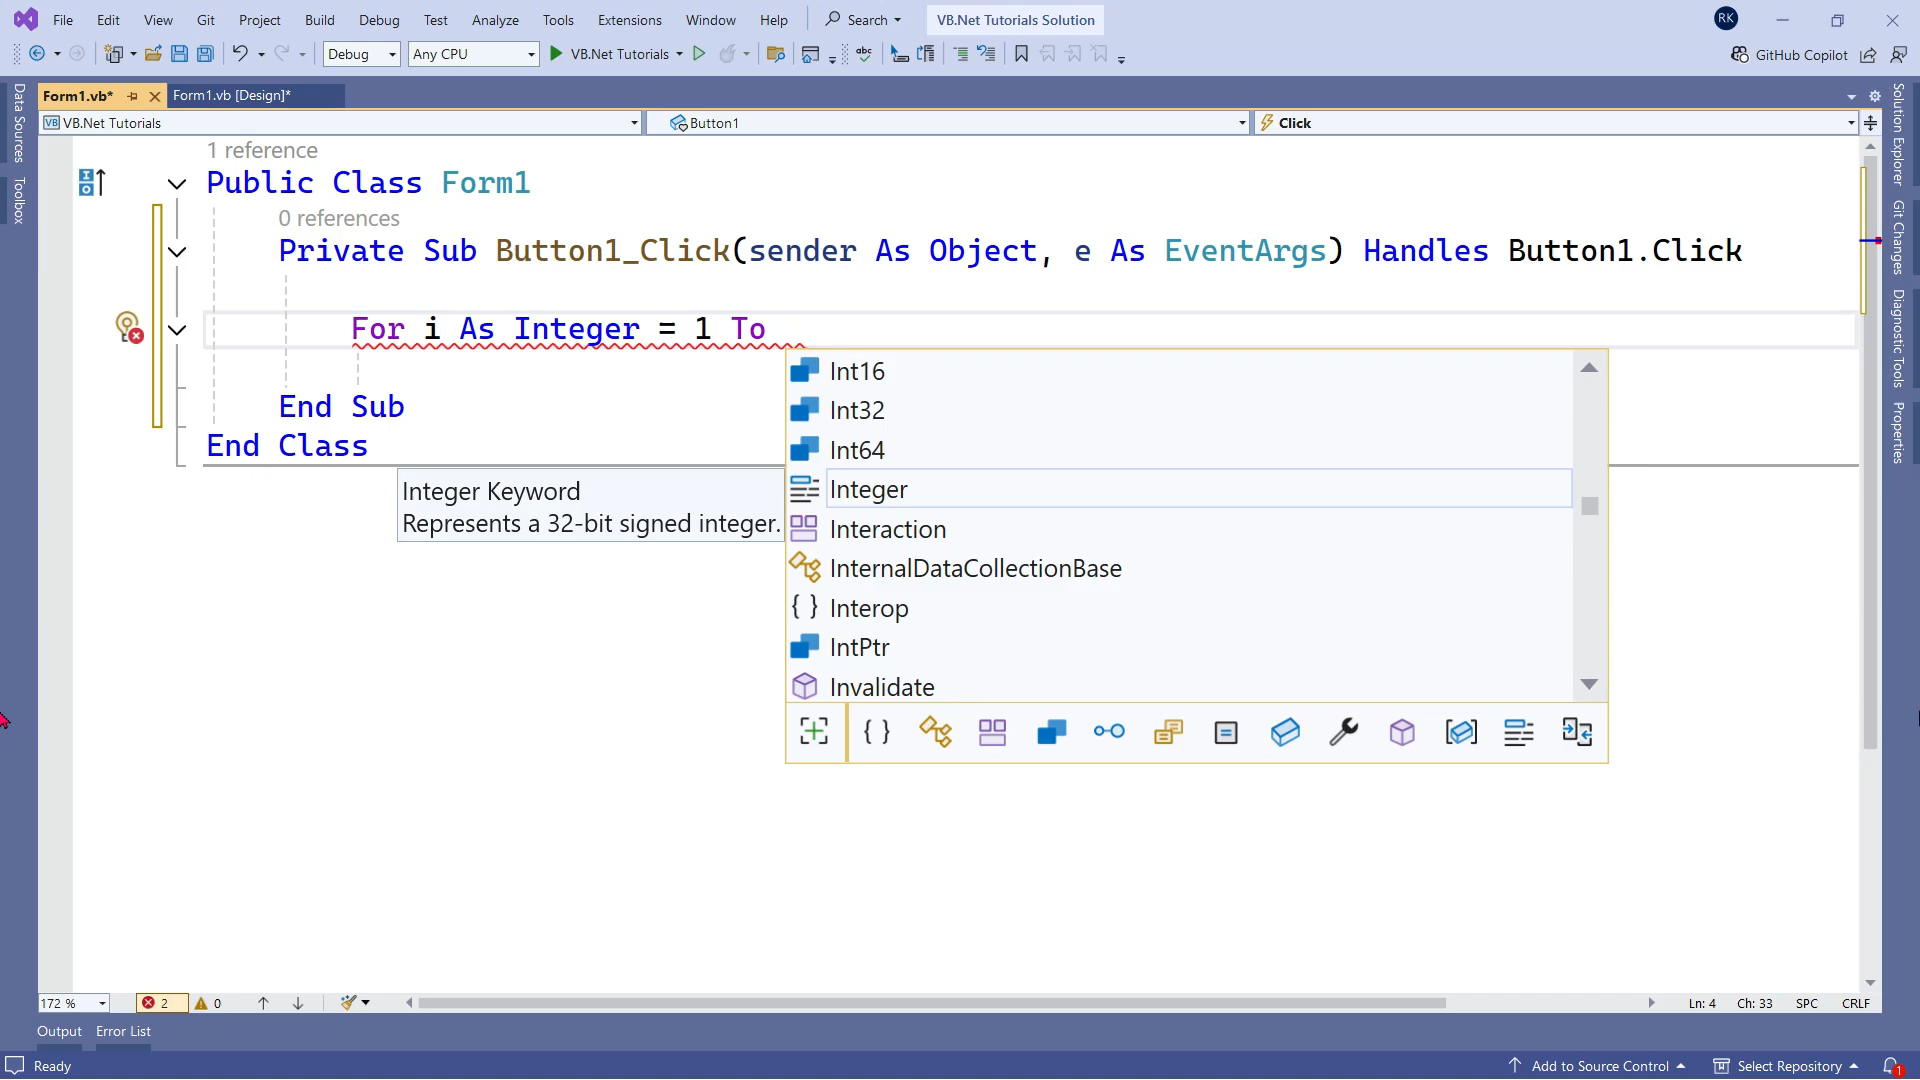 File Edit View Git Project Build Debug Test Analyze Tools Extensions Window Help Search VB.Net Tutorials Solution RK
Debug Any CPU VB.Net Tutorials abc GitHub Copilot
Form1.vb* Form1.vb [Design]*
VB VB.Net Tutorials Button1 Click
Data Sources
Toolbox
Solution Explorer
Git Changes
Diagnostic Tools
Properties
1 reference
Public Class Form1
0 references
Private Sub Button1_Click(sender As Object, e As EventArgs) Handles Button1.Click
For i As Integer = 1 To
End Sub
End Class
Integer Keyword
Represents a 32-bit signed integer.
Int16
Int32
Int64
Integer
Interaction
InternalDataCollectionBase
{ } Interop
IntPtr
Invalidate
{ }
172 % 2 0 Ln: 4 Ch: 33 SPC CRLF
Output Error List
Ready Add to Source Control Select Repository 1